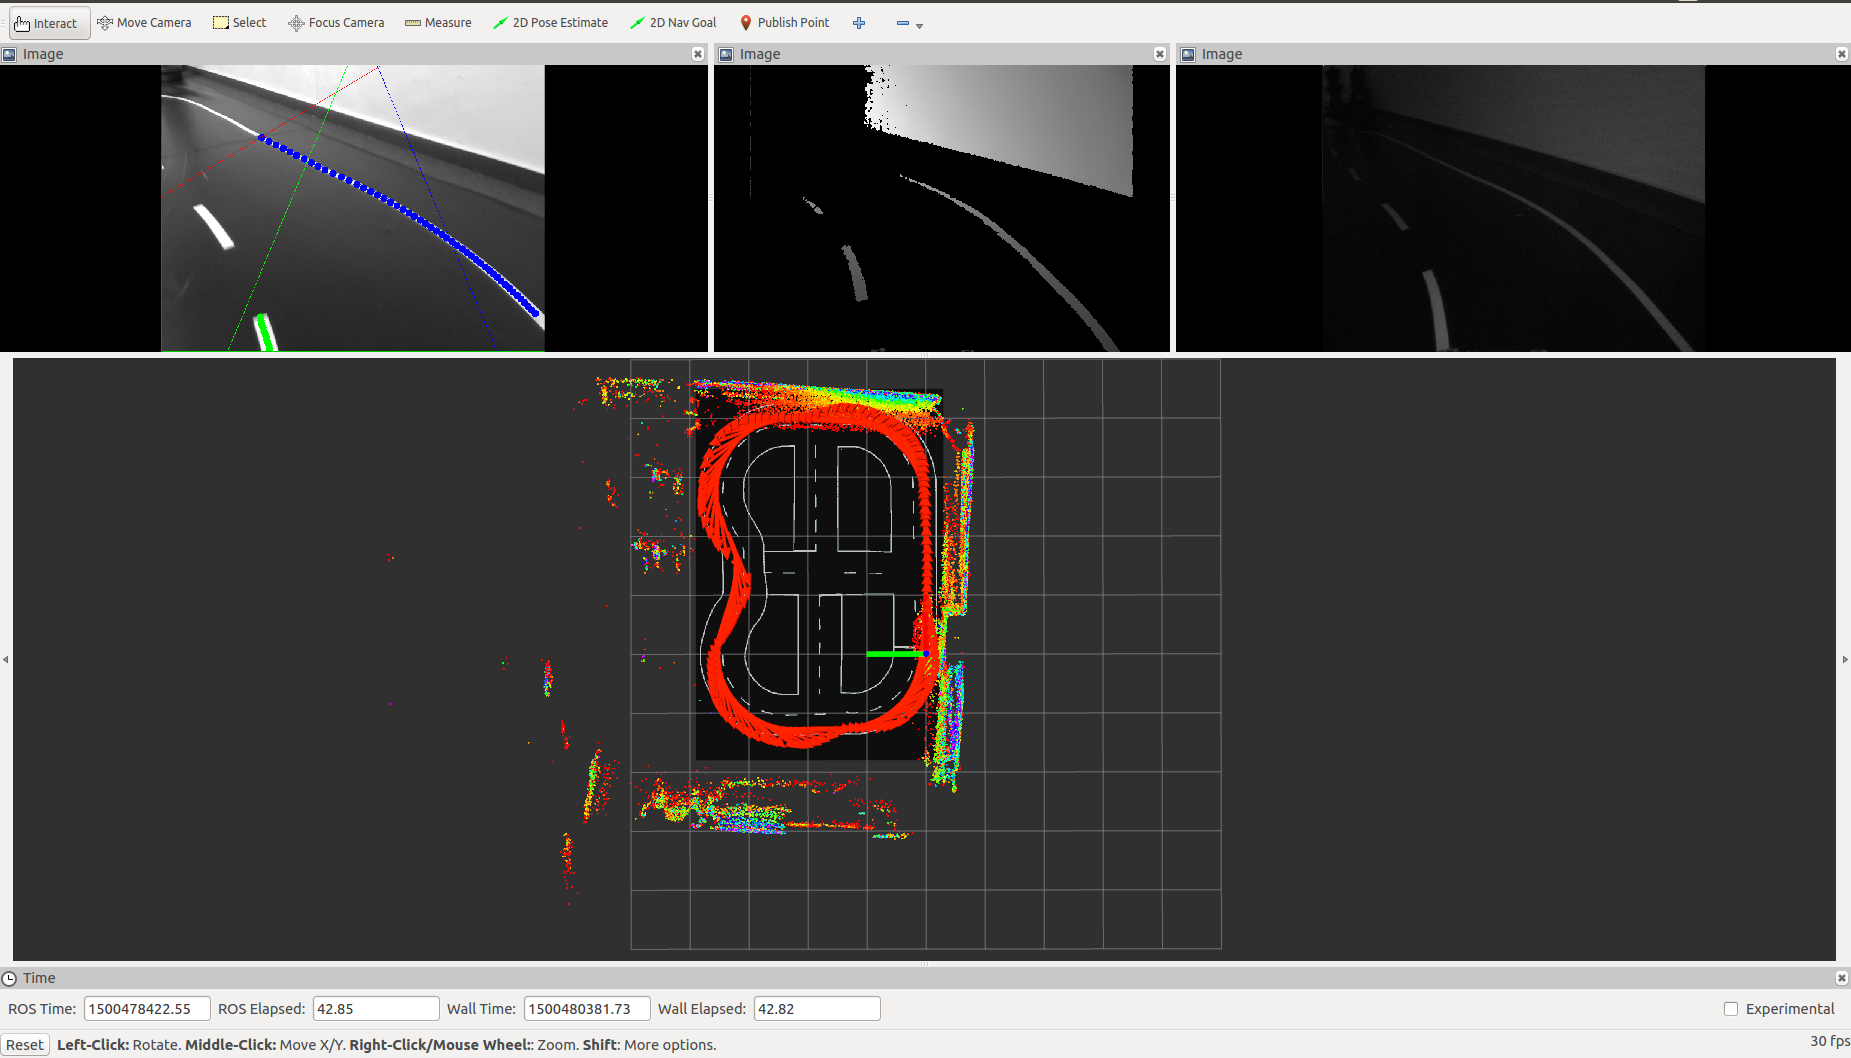 Interact Move Camera Select Focus Camera Measure 2D Pose Estimate 2D Nav Goal Publish Point
Image Image Image
Time
ROS Time: 1500478422.55 ROS Elapsed: 42.85 Wall Time: 1500480381.73 Wall Elapsed: 42.82 Experimental
Reset Left-Click: Rotate. Middle-Click: Move X/Y. Right-Click/Mouse Wheel:: Zoom. Shift: More options. 30 fps